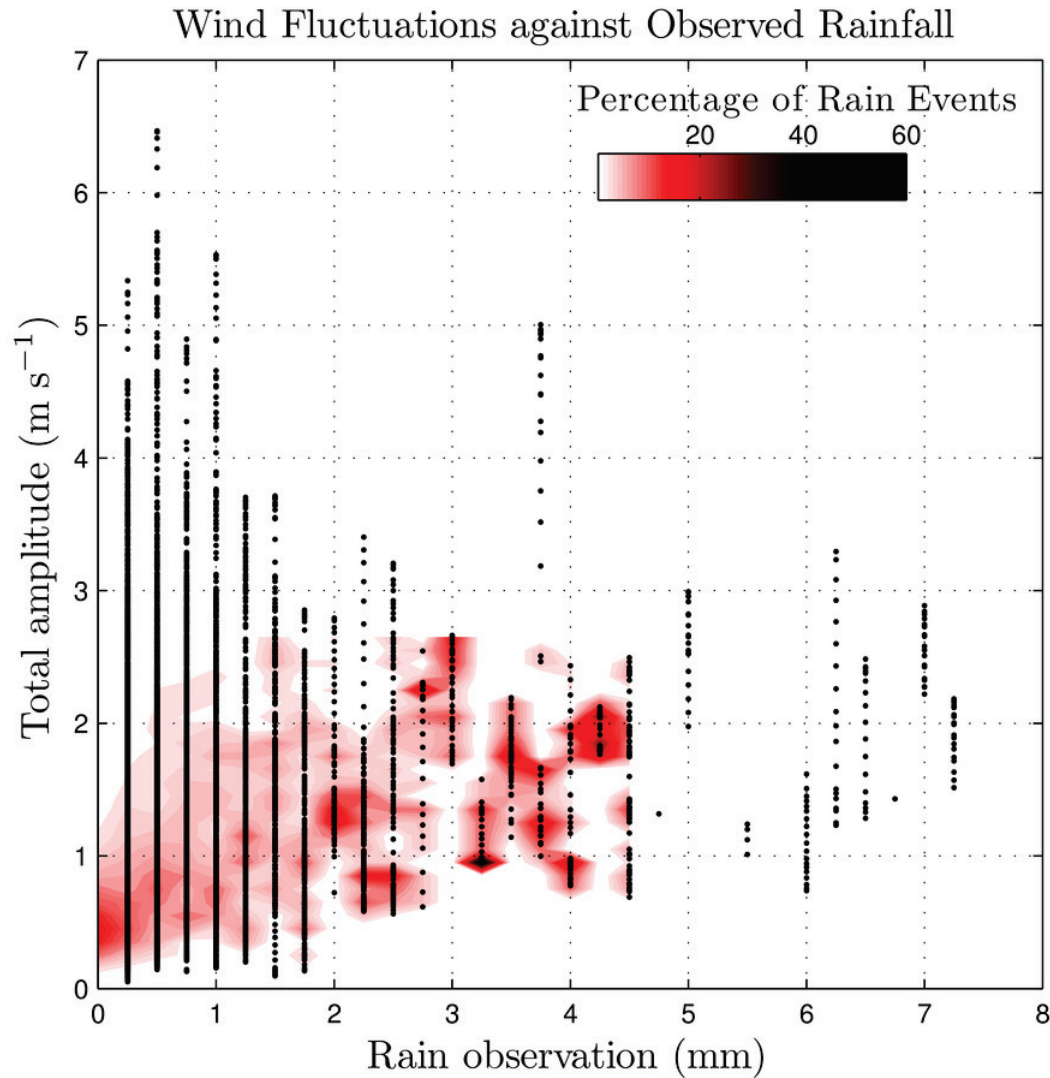 Wind Fluctuations against Observed Rainfall
Percentage of Rain Events
20 40 60
Total amplitude (m s⁻¹)
7
6
5
4
3
2
1
0
0 1 2 3 4 5 6 7 8
Rain observation (mm)